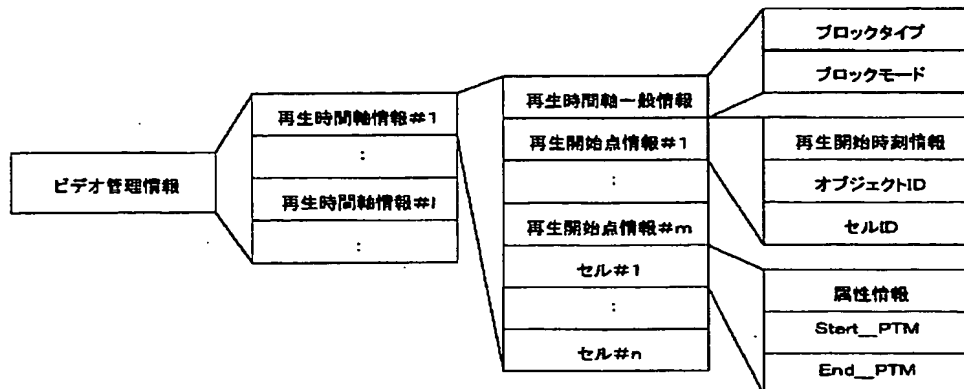 ビデオ管理情報
再生時間軸情報#1
:
再生時間軸情報#l
:
再生時間軸一般情報
再生開始点情報#1
:
再生開始点情報#m
セル#1
:
セル#n
ブロックタイプ
ブロックモード
再生開始時刻情報
オブジェクトID
セルID
属性情報
Start__PTM
End__PTM